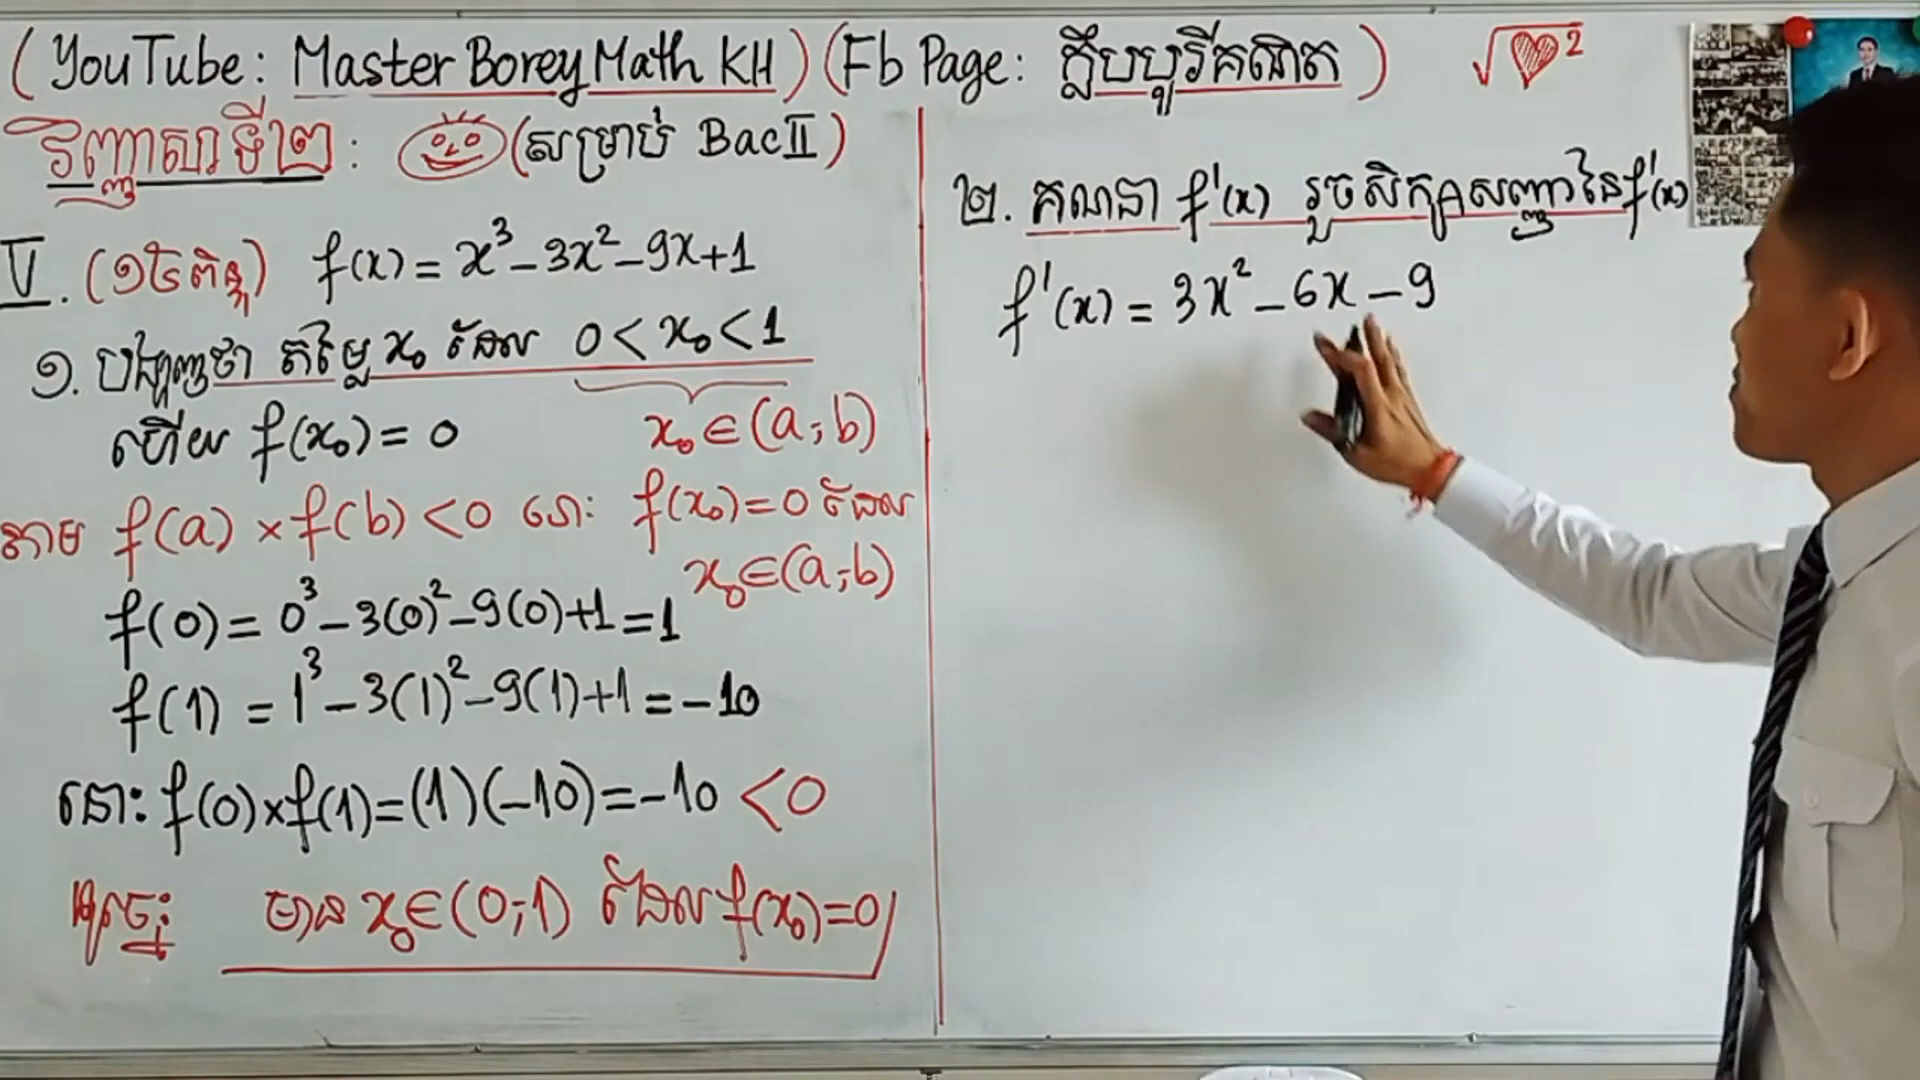 (YouTube: Master Borey Math KH) (Fb Page: ក្លឹបបូរីគណិត) √♥²
វិញ្ញាសាទី២: (សម្រាប់ BacII)
V. (១៥ពិន្ទុ) f(x) = x³ - 3x² - 9x + 1
១. បង្ហាញថា តម្លៃ x₀ ដែល 0 < x₀ < 1
ហើយ f(x₀) = 0 x₀ ∈ (a; b)
តាម f(a) × f(b) < 0 នោះ f(x₀) = 0 ដែល
x₀ ∈ (a; b)
f(0) = 0³ - 3(0)² - 9(0) + 1 = 1
f(1) = 1³ - 3(1)² - 9(1) + 1 = -10
នោះ: f(0) × f(1) = (1)(-10) = -10 < 0
ដូចនេះ: មាន x₀ ∈ (0; 1) ដែល f(x₀) = 0
២. គណនា f'(x) រួចសិក្សាសញ្ញានៃ f'(x)
f'(x) = 3x² - 6x - 9